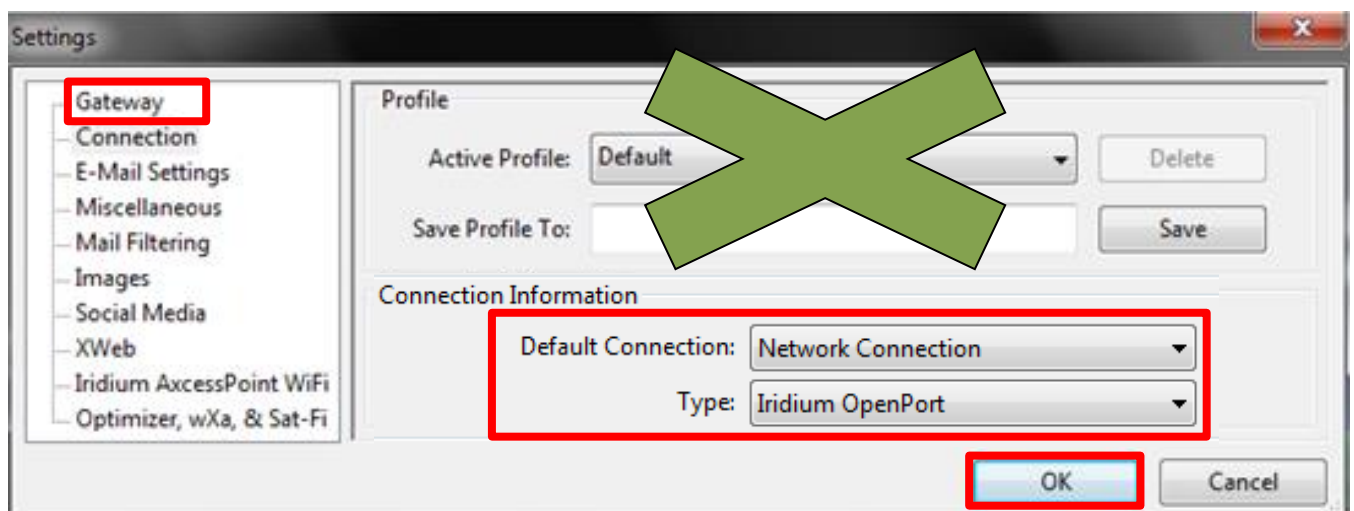 Settings
Gateway
Connection
E-Mail Settings
Miscellaneous
Mail Filtering
Images
Social Media
XWeb
Iridium AxcessPoint WiFi
Optimizer, wXa, & Sat-Fi
Profile
Active Profile: Default
Delete
Save Profile To:
Save
Connection Information
Default Connection: Network Connection
Type: Iridium OpenPort
OK
Cancel